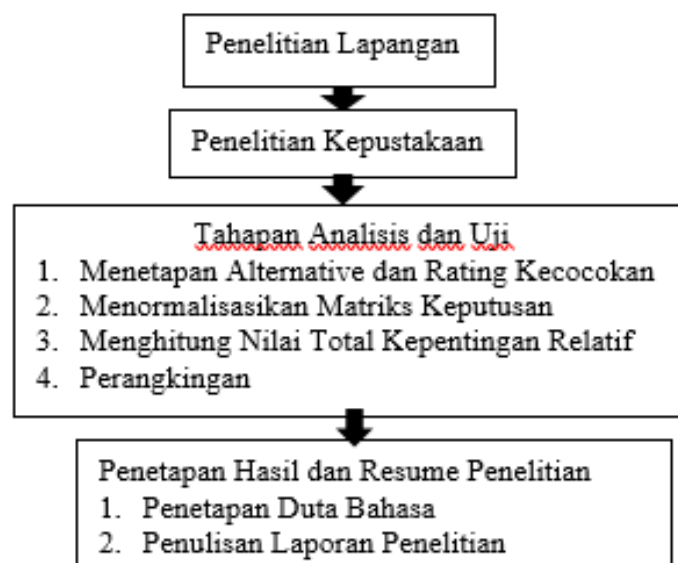 Penelitian Lapangan
Penelitian Kepustakaan
Tahapan Analisis dan Uji
1. Menetapan Alternative dan Rating Kecocokan
2. Menormalisasikan Matriks Keputusan
3. Menghitung Nilai Total Kepentingan Relatif
4. Perangkingan
Penetapan Hasil dan Resume Penelitian
1. Penetapan Duta Bahasa
2. Penulisan Laporan Penelitian